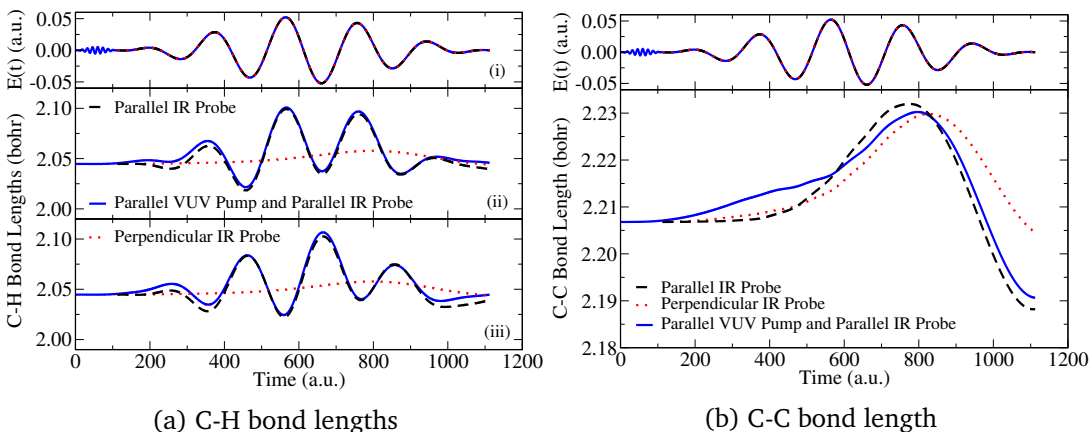 E(t) (a.u.)
0.05
0.00
-0.05
(i)
C-H Bond Lengths (bohr)
2.10
2.05
2.00
Parallel IR Probe
Parallel VUV Pump and Parallel IR Probe
(ii)
2.10
2.05
2.00
Perpendicular IR Probe
(iii)
0 200 400 600 800 1000 1200
Time (a.u.)
(a) C-H bond lengths
E(t) (a.u.)
0.05
0.00
-0.05
C-C Bond Length (bohr)
2.23
2.22
2.21
2.20
2.19
2.18
Parallel IR Probe
Perpendicular IR Probe
Parallel VUV Pump and Parallel IR Probe
0 200 400 600 800 1000 1200
Time (a.u.)
(b) C-C bond length